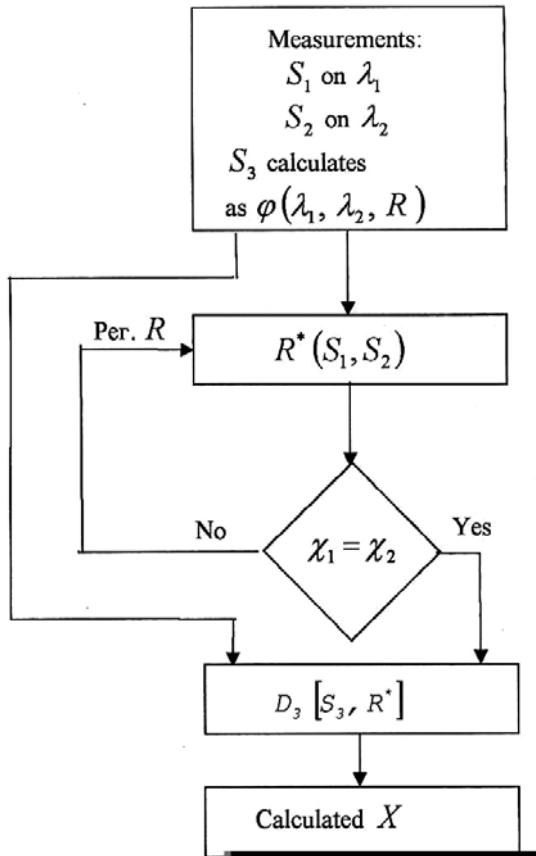 Measurements:
S₁ on λ₁
S₂ on λ₂
S₃ calculates
as φ(λ₁, λ₂, R)
Per. R
R*(S₁, S₂)
No
Yes
χ₁ = χ₂
D₃ [S₃, R*]
Calculated X